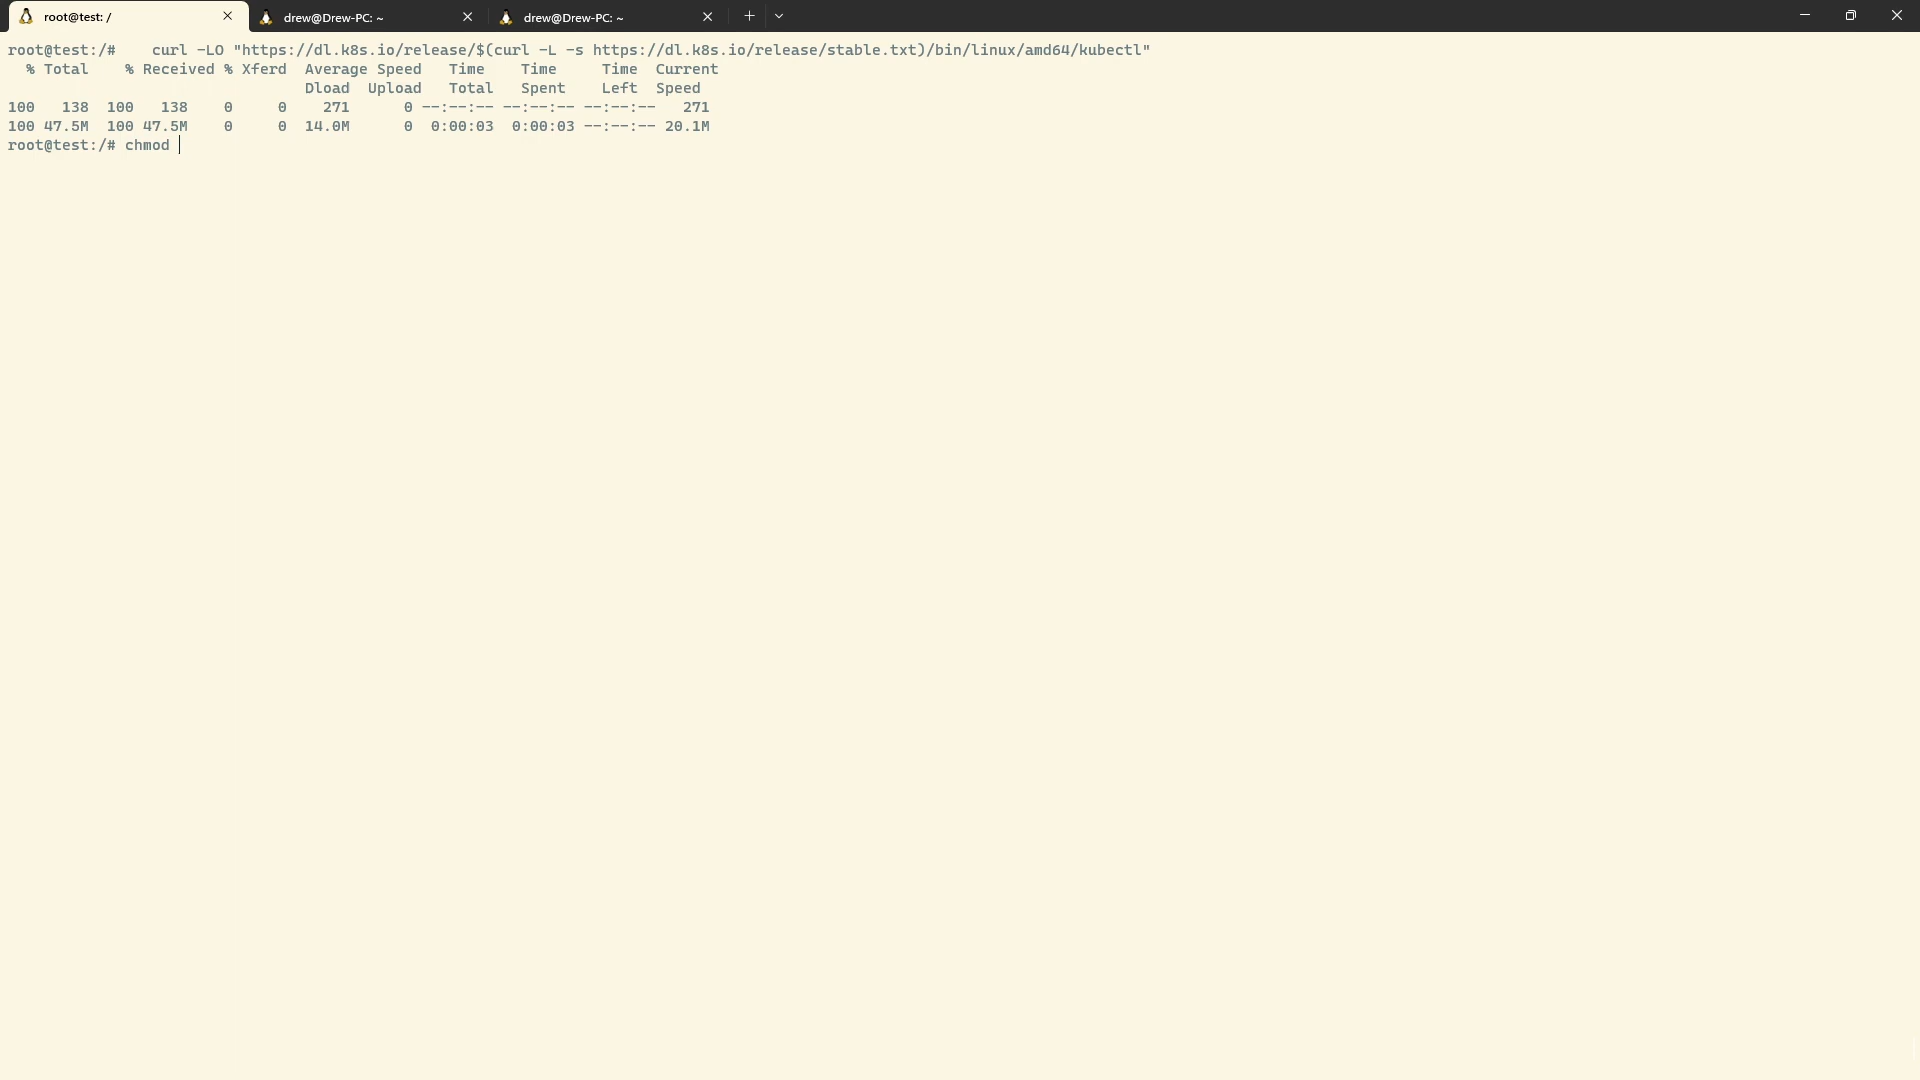 root@test: /
drew@Drew-PC: ~
drew@Drew-PC: ~
root@test:/#    curl -LO "https://dl.k8s.io/release/$(curl -L -s https://dl.k8s.io/release/stable.txt)/bin/linux/amd64/kubectl"
  % Total    % Received % Xferd  Average Speed   Time    Time     Time  Current
                                 Dload  Upload   Total   Spent    Left  Speed
100   138  100   138    0     0    271      0 --:--:-- --:--:-- --:--:--   271
100 47.5M  100 47.5M    0     0  14.0M      0  0:00:03  0:00:03 --:--:-- 20.1M
root@test:/# chmod